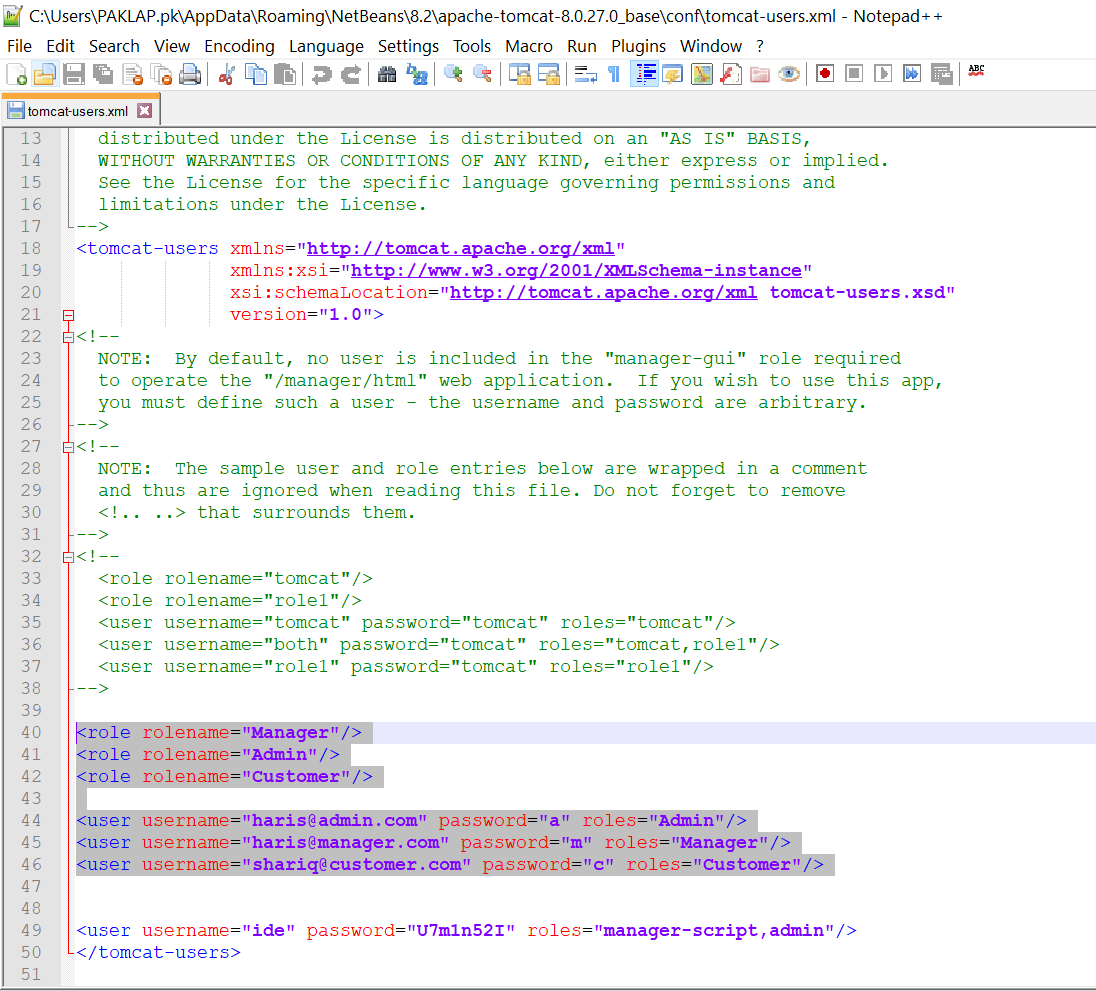 C:\Users\PAKLAP.pk\AppData\Roaming\NetBeans\8.2\apache-tomcat-8.0.27.0_base\conf\tomcat-users.xml - Notepad++
File Edit Search View Encoding Language Settings Tools Macro Run Plugins Window ?
ABC
tomcat-users.xml
13 distributed under the License is distributed on an "AS IS" BASIS,
14 WITHOUT WARRANTIES OR CONDITIONS OF ANY KIND, either express or implied.
15 See the License for the specific language governing permissions and
16 limitations under the License.
17 -->
18 <tomcat-users xmlns="http://tomcat.apache.org/xml"
19 xmlns:xsi="http://www.w3.org/2001/XMLSchema-instance"
20 xsi:schemaLocation="http://tomcat.apache.org/xml tomcat-users.xsd"
21 version="1.0">
22 <!--
23 NOTE:  By default, no user is included in the "manager-gui" role required
24 to operate the "/manager/html" web application.  If you wish to use this app,
25 you must define such a user - the username and password are arbitrary.
26 -->
27 <!--
28 NOTE:  The sample user and role entries below are wrapped in a comment
29 and thus are ignored when reading this file. Do not forget to remove
30 <!.. ..> that surrounds them.
31 -->
32 <!--
33 <role rolename="tomcat"/>
34 <role rolename="role1"/>
35 <user username="tomcat" password="tomcat" roles="tomcat"/>
36 <user username="both" password="tomcat" roles="tomcat,role1"/>
37 <user username="role1" password="tomcat" roles="role1"/>
38 -->
39
40 <role rolename="Manager"/>
41 <role rolename="Admin"/>
42 <role rolename="Customer"/>
43
44 <user username="haris@admin.com" password="a" roles="Admin"/>
45 <user username="haris@manager.com" password="m" roles="Manager"/>
46 <user username="shariq@customer.com" password="c" roles="Customer"/>
47
48
49 <user username="ide" password="U7m1n52I" roles="manager-script,admin"/>
50 </tomcat-users>
51